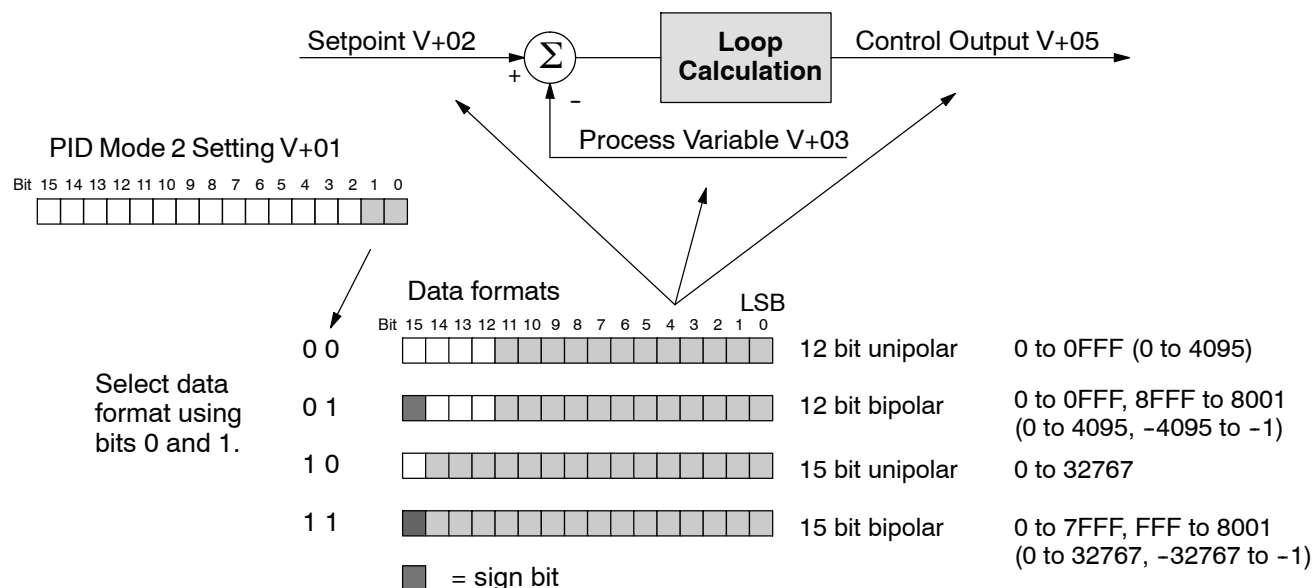 Setpoint V+02
+
Σ
-
Loop
Calculation
Control Output V+05
Process Variable V+03
PID Mode 2 Setting V+01
Bit 15 14 13 12 11 10 9 8 7 6 5 4 3 2 1 0
Data formats
LSB
Bit 15 14 13 12 11 10 9 8 7 6 5 4 3 2 1 0
Select data
format using
bits 0 and 1.
0 0
12 bit unipolar
0 to 0FFF (0 to 4095)
0 1
12 bit bipolar
0 to 0FFF, 8FFF to 8001
(0 to 4095, -4095 to -1)
1 0
15 bit unipolar
0 to 32767
1 1
15 bit bipolar
0 to 7FFF, FFF to 8001
(0 to 32767, -32767 to -1)
= sign bit